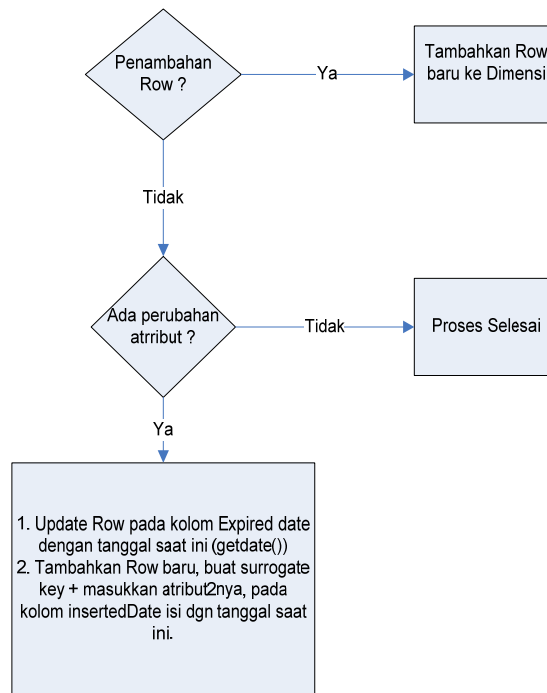 Penambahan
Row ?
Ya
Tambahkan Row
baru ke Dimensi
Tidak
Ada perubahan
atrribut ?
Tidak
Proses Selesai
Ya
1. Update Row pada kolom Expired date
dengan tanggal saat ini (getdate())
2. Tambahkan Row baru, buat surrogate
key + masukkan atribut2nya, pada
kolom insertedDate isi dgn tanggal saat
ini.